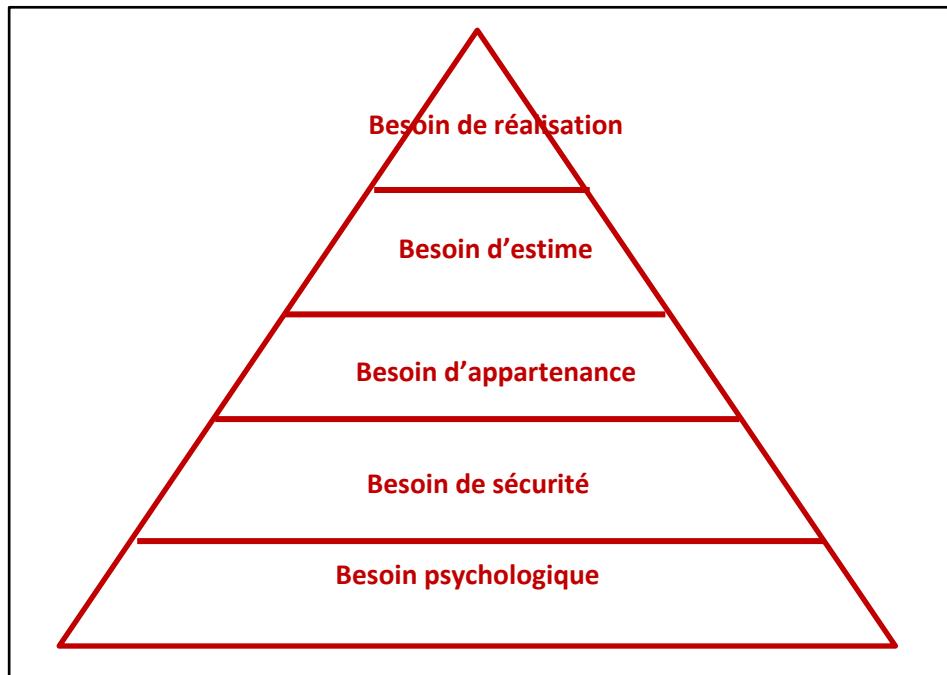 Besoin de réalisation
Besoin d’estime
Besoin d’appartenance
Besoin de sécurité
Besoin psychologique